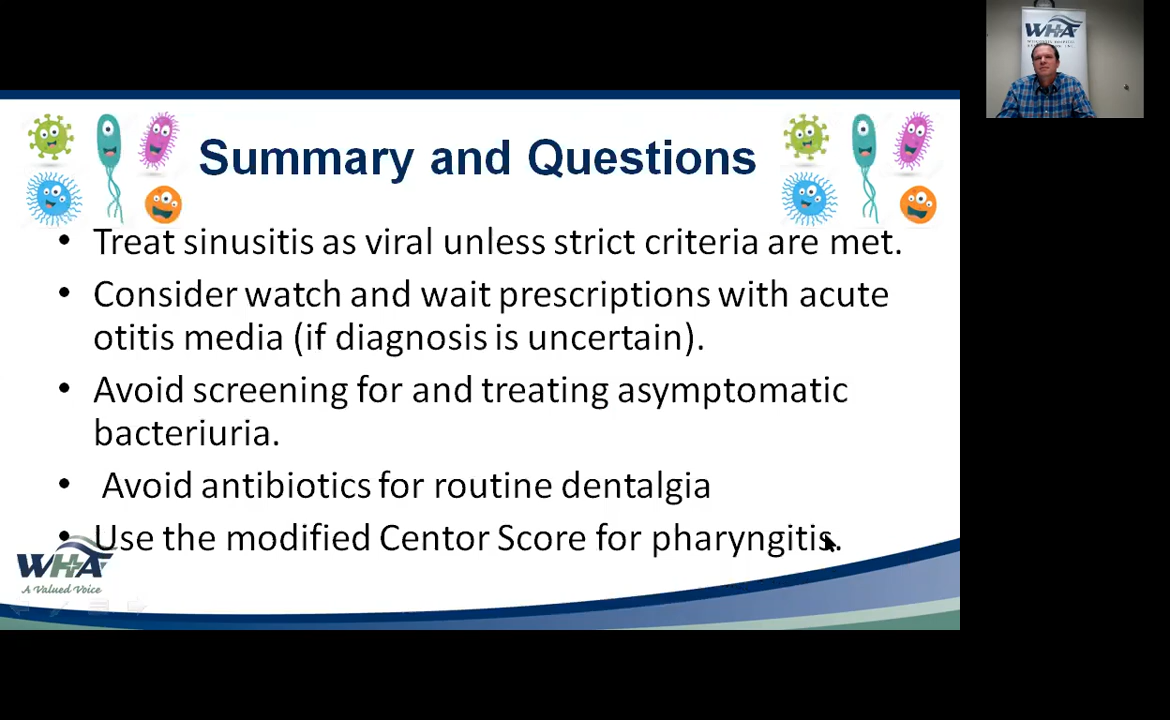 Summary and Questions
• Treat sinusitis as viral unless strict criteria are met.
• Consider watch and wait prescriptions with acute
otitis media (if diagnosis is uncertain).
• Avoid screening for and treating asymptomatic
bacteriuria.
• Avoid antibiotics for routine dentalgia
• Use the modified Centor Score for pharyngitis.
WHA
A Valued Voice
WHA